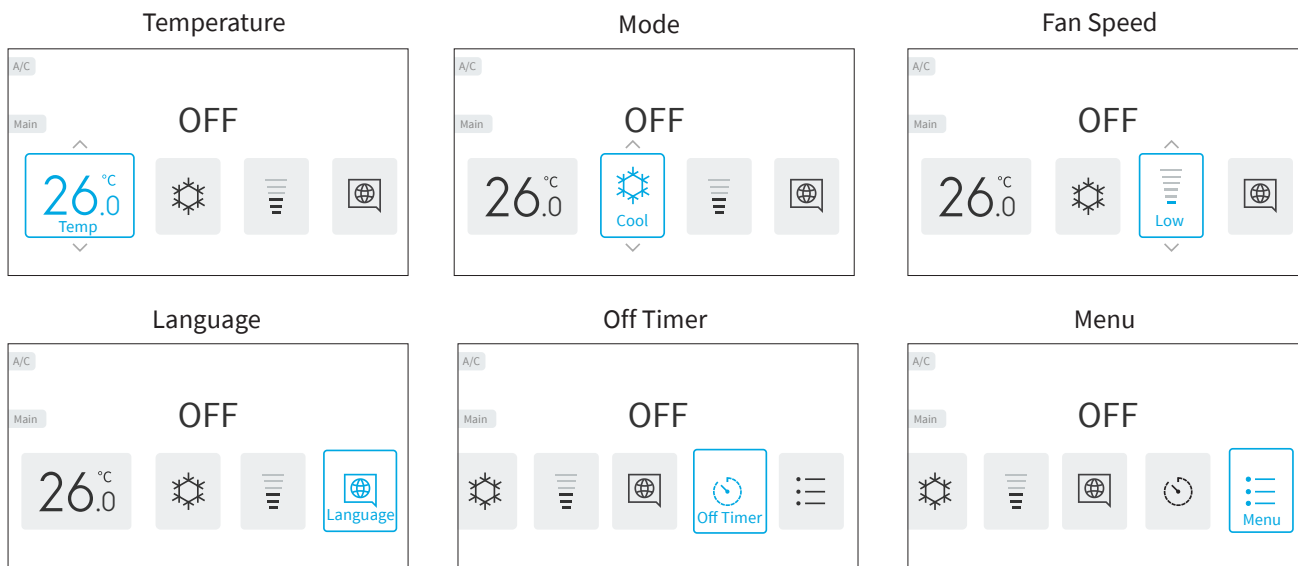 Temperature
Mode
Fan Speed
A/C
Main
OFF
26.0 °C
Temp
A/C
Main
OFF
26.0 °C
Cool
A/C
Main
OFF
26.0 °C
Low
Language
Off Timer
Menu
A/C
Main
OFF
26.0 °C
Language
A/C
Main
OFF
Off Timer
A/C
Main
OFF
Menu